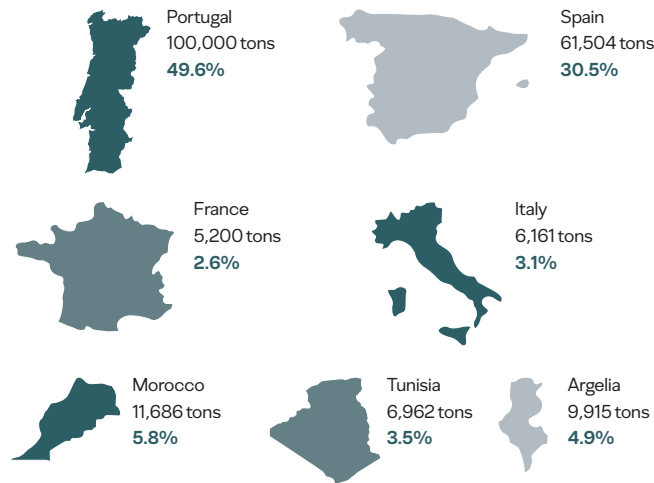 Portugal
100,000 tons
49.6%
Spain
61,504 tons
30.5%
France
5,200 tons
2.6%
Italy
6,161 tons
3.1%
Morocco
11,686 tons
5.8%
Tunisia
6,962 tons
3.5%
Argelia
9,915 tons
4.9%